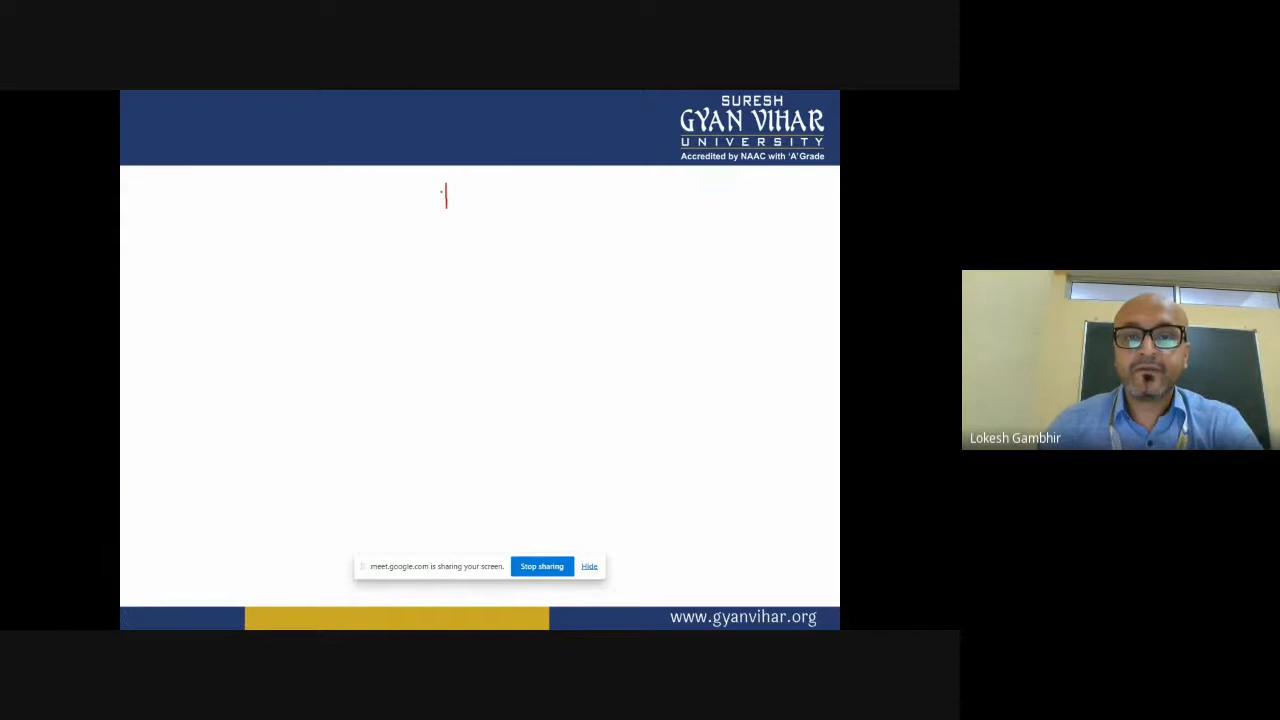 SURESH
GYAN VIHAR
UNIVERSITY
Accredited by NAAC with 'A' Grade
Lokesh Gambhir
meet.google.com is sharing your screen.
Stop sharing
Hide
www.gyanvihar.org